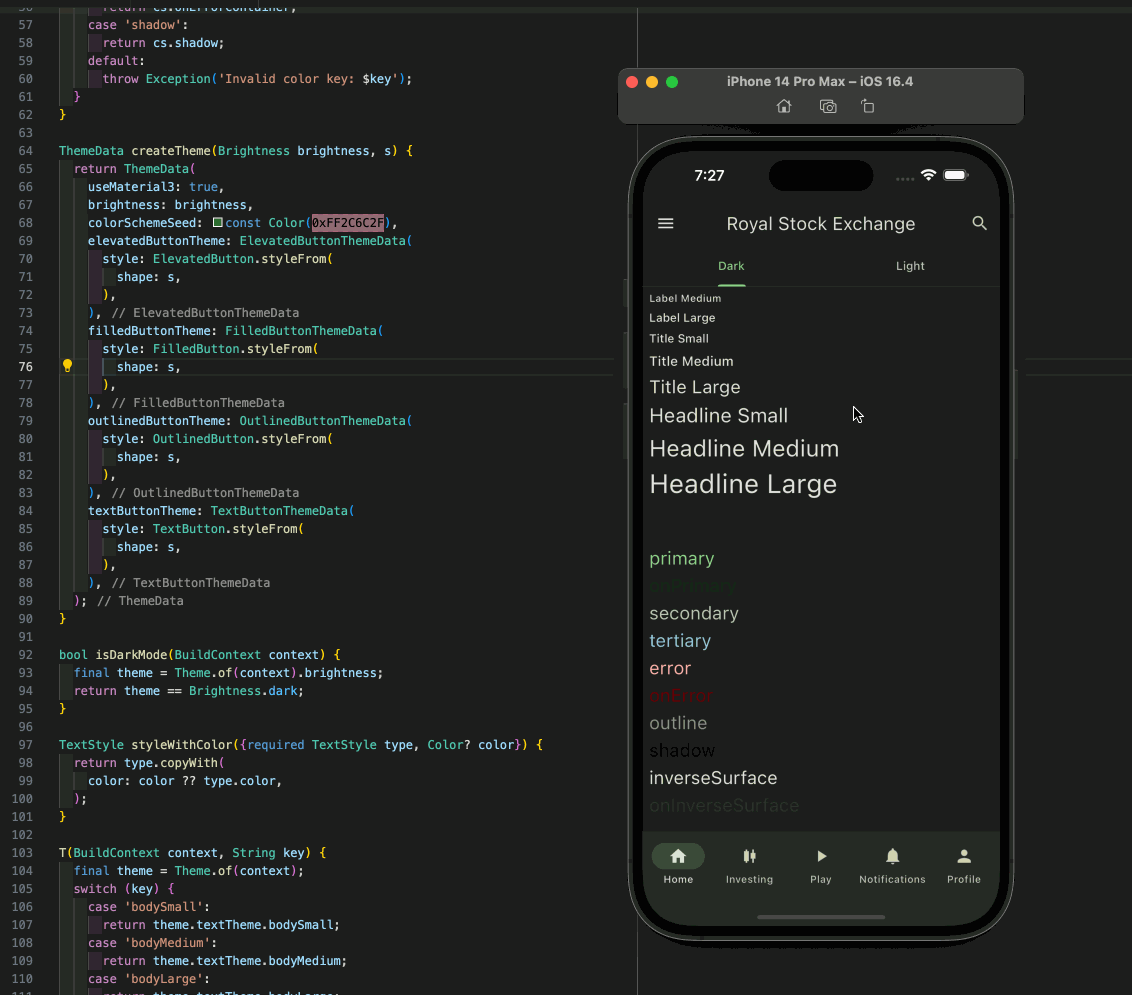 56 return cs.onErrorContainer;
57 case 'shadow':
58 return cs.shadow;
59 default:
60 throw Exception('Invalid color key: $key');
61 }
62 }
63
64 ThemeData createTheme(Brightness brightness, s) {
65 return ThemeData(
66 useMaterial3: true,
67 brightness: brightness,
68 colorSchemeSeed: const Color(0xFF2C6C2F),
69 elevatedButtonTheme: ElevatedButtonThemeData(
70 style: ElevatedButton.styleFrom(
71 shape: s,
72 ),
73 ), // ElevatedButtonThemeData
74 filledButtonTheme: FilledButtonThemeData(
75 style: FilledButton.styleFrom(
76 shape: s,
77 ),
78 ), // FilledButtonThemeData
79 outlinedButtonTheme: OutlinedButtonThemeData(
80 style: OutlinedButton.styleFrom(
81 shape: s,
82 ),
83 ), // OutlinedButtonThemeData
84 textButtonTheme: TextButtonThemeData(
85 style: TextButton.styleFrom(
86 shape: s,
87 ),
88 ), // TextButtonThemeData
89 ); // ThemeData
90 }
91
92 bool isDarkMode(BuildContext context) {
93 final theme = Theme.of(context).brightness;
94 return theme == Brightness.dark;
95 }
96
97 TextStyle styleWithColor({required TextStyle type, Color? color}) {
98 return type.copyWith(
99 color: color ?? type.color,
100 );
101 }
102
103 T(BuildContext context, String key) {
104 final theme = Theme.of(context);
105 switch (key) {
106 case 'bodySmall':
107 return theme.textTheme.bodySmall;
108 case 'bodyMedium':
109 return theme.textTheme.bodyMedium;
110 case 'bodyLarge':
111 return theme.textTheme.bodyLarge;
iPhone 14 Pro Max – iOS 16.4
7:27
Royal Stock Exchange
Dark Light
Label Medium
Label Large
Title Small
Title Medium
Title Large
Headline Small
Headline Medium
Headline Large
primary
onPrimary
secondary
tertiary
error
onError
outline
shadow
inverseSurface
onInverseSurface
Home Investing Play Notifications Profile